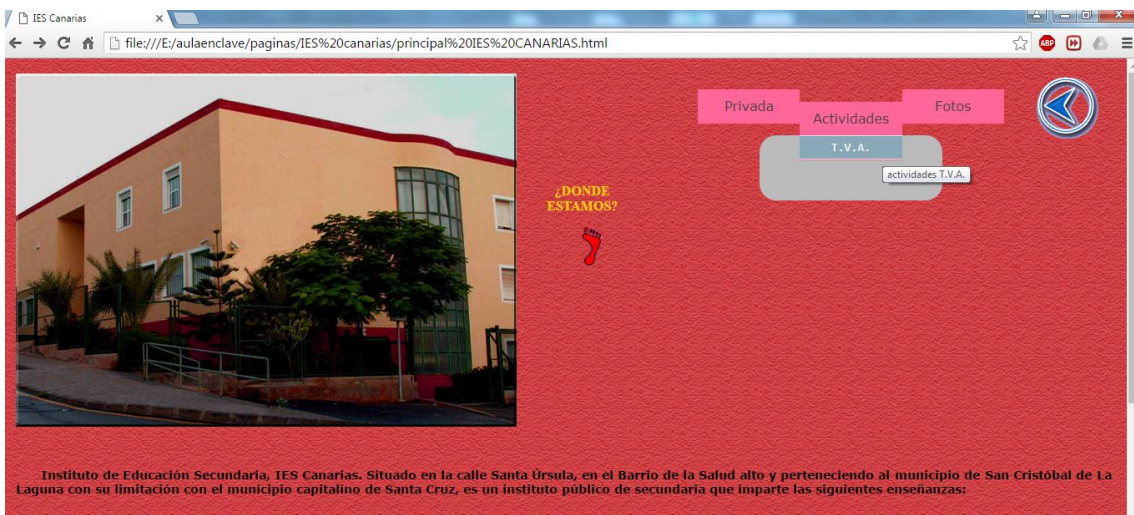 IES Canarias
file:///E:/aulaenclave/paginas/IES%20canarias/principal%20IES%20CANARIAS.html
ABP
Privada
Actividades
Fotos
T.V.A.
actividades T.V.A.
¿DONDE
ESTAMOS?
Instituto de Educación Secundaria, IES Canarias. Situado en la calle Santa Úrsula, en el Barrio de la Salud alto y perteneciendo al municipio de San Cristóbal de La
Laguna con su limitación con el municipio capitalino de Santa Cruz, es un instituto público de secundaria que imparte las siguientes enseñanzas: